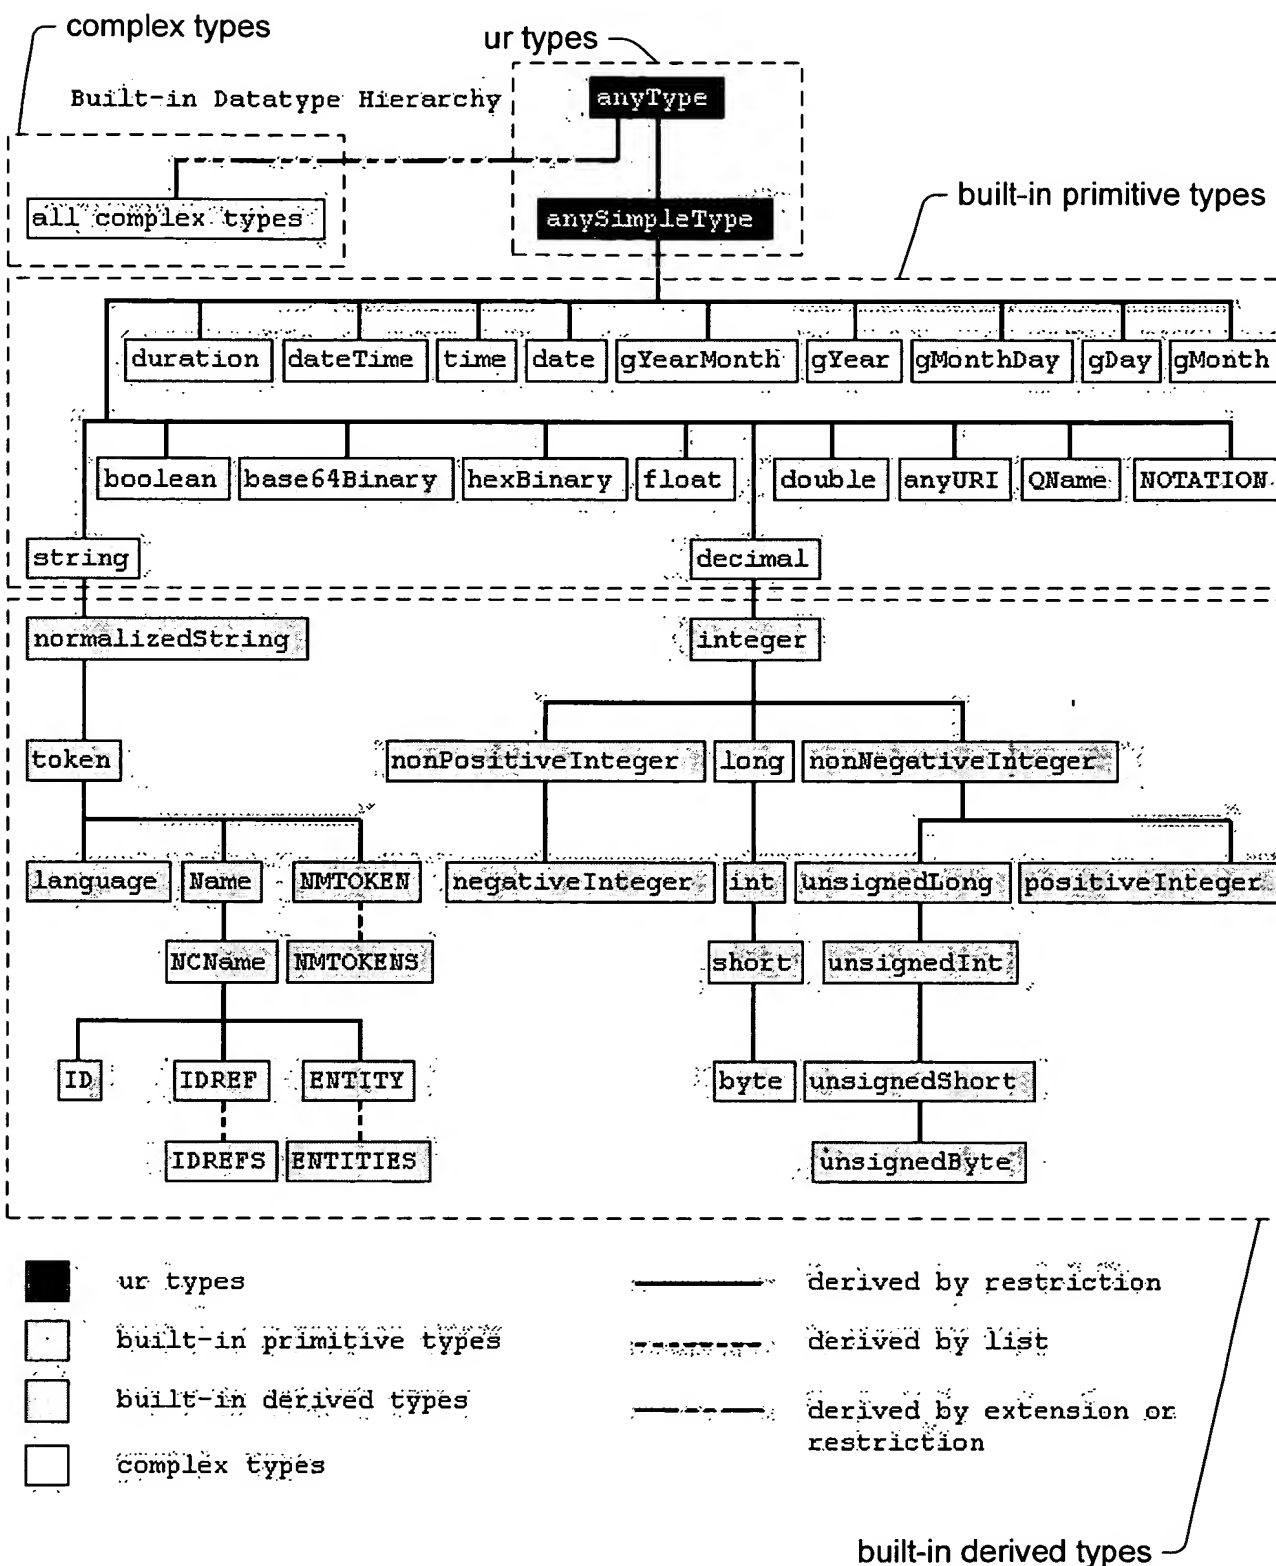 complex types
ur types
Built-in Datatype Hierarchy
anyType
all complex types
anySimpleType
built-in primitive types
duration
dateTime
time
date
gYearMonth
gYear
gMonthDay
gDay
gMonth
boolean
base64Binary
hexBinary
float
double
anyURI
QName
NOTATION
string
decimal
normalizedString
integer
token
nonPositiveInteger
long
nonNegativeInteger
language
Name
NMTOKEN
negativeInteger
int
unsignedLong
positiveInteger
NCName
NMTOKENS
short
unsignedInt
ID
IDREF
ENTITY
byte
unsignedShort
IDREFS
ENTITIES
unsignedByte
ur types
derived by restriction
built-in primitive types
derived by list
built-in derived types
derived by extension or
restriction
complex types
built-in derived types